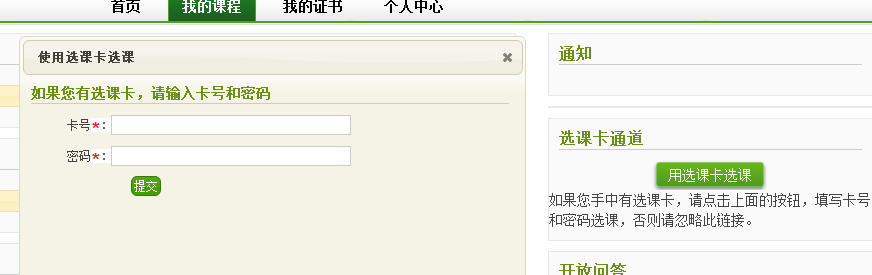 首页 我的课程 我的证书 个人中心
使用选课卡选课
如果您有选课卡，请输入卡号和密码
卡号*：
密码*：
提交
通知
选课卡通道
用选课卡选课
如果您手中有选课卡，请点击上面的按钮，填写卡号
和密码选课，否则请忽略此链接。
开放问答